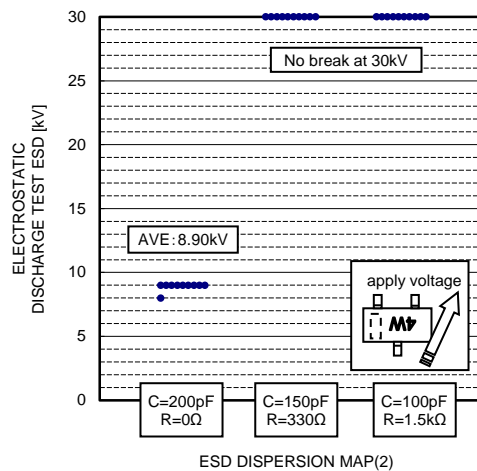 ELECTROSTATIC
DISCHARGE TEST ESD [kV]
30
25
20
15
10
5
0
No break at 30kV
AVE:8.90kV
apply voltage
4W
C=200pF
R=0Ω
C=150pF
R=330Ω
C=100pF
R=1.5kΩ
ESD DISPERSION MAP(2)